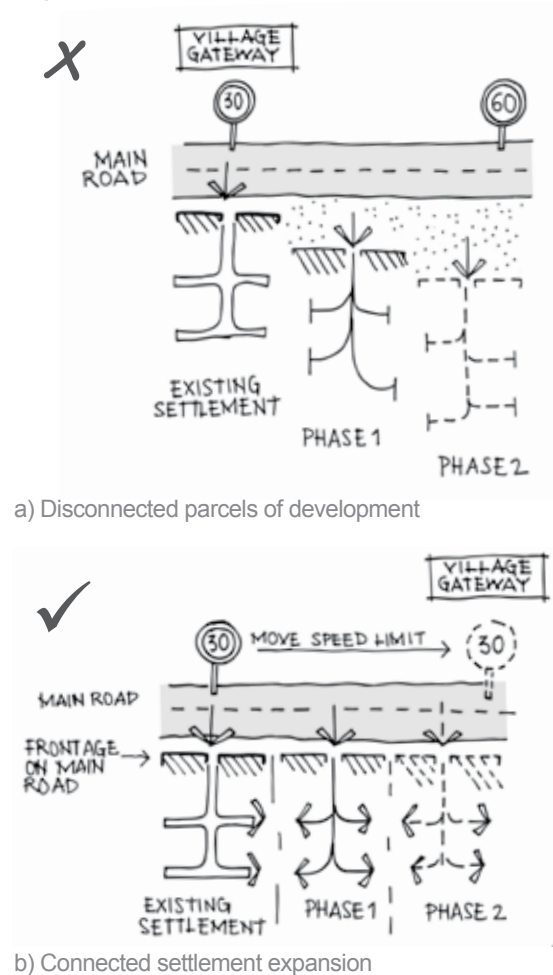 VILLAGE
GATEWAY
30
60
MAIN
ROAD
EXISTING
SETTLEMENT
PHASE 1
PHASE 2
a) Disconnected parcels of development
VILLAGE
GATEWAY
30
MOVE SPEED LIMIT
30
MAIN ROAD
FRONTAGE
ON MAIN
ROAD
EXISTING
SETTLEMENT
PHASE 1
PHASE 2
b) Connected settlement expansion